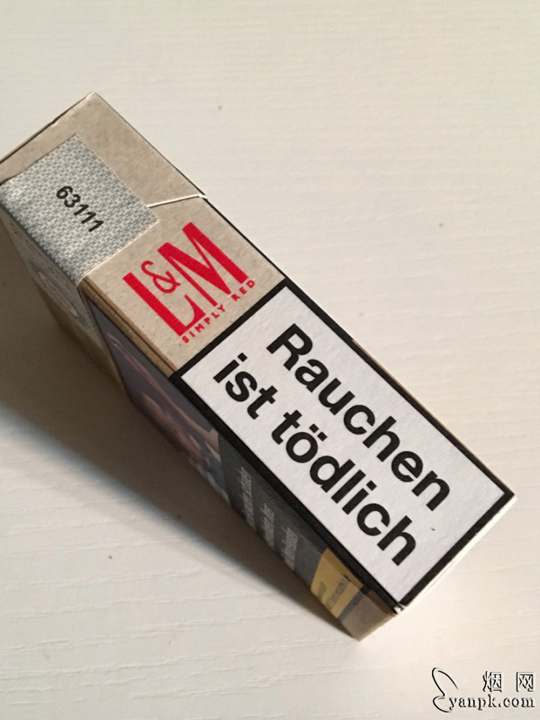 63111
L&M
SIMPLY RED
Rauchen
ist tödlich
烟网
yanpk.com